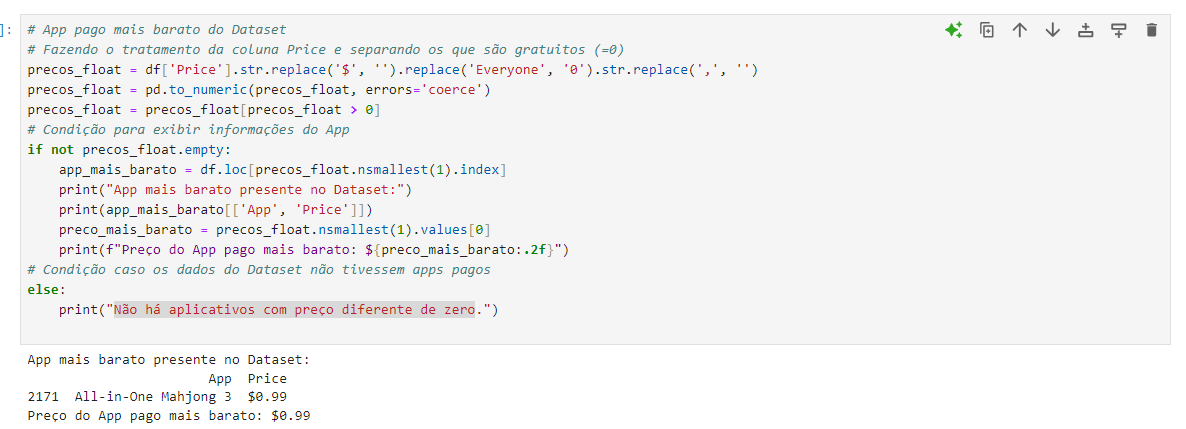 ]:
# App pago mais barato do Dataset
# Fazendo o tratamento da coluna Price e separando os que são gratuitos (=0)
precos_float = df['Price'].str.replace('$', '').replace('Everyone', '0').str.replace(',', '')
precos_float = pd.to_numeric(precos_float, errors='coerce')
precos_float = precos_float[precos_float > 0]
# Condição para exibir informações do App
if not precos_float.empty:
    app_mais_barato = df.loc[precos_float.nsmallest(1).index]
    print("App mais barato presente no Dataset:")
    print(app_mais_barato[['App', 'Price']])
    preco_mais_barato = precos_float.nsmallest(1).values[0]
    print(f"Preço do App pago mais barato: ${preco_mais_barato:.2f}")
# Condição caso os dados do Dataset não tivessem apps pagos
else:
    print("Não há aplicativos com preço diferente de zero.")
App mais barato presente no Dataset:
                       App  Price
2171  All-in-One Mahjong 3  $0.99
Preço do App pago mais barato: $0.99